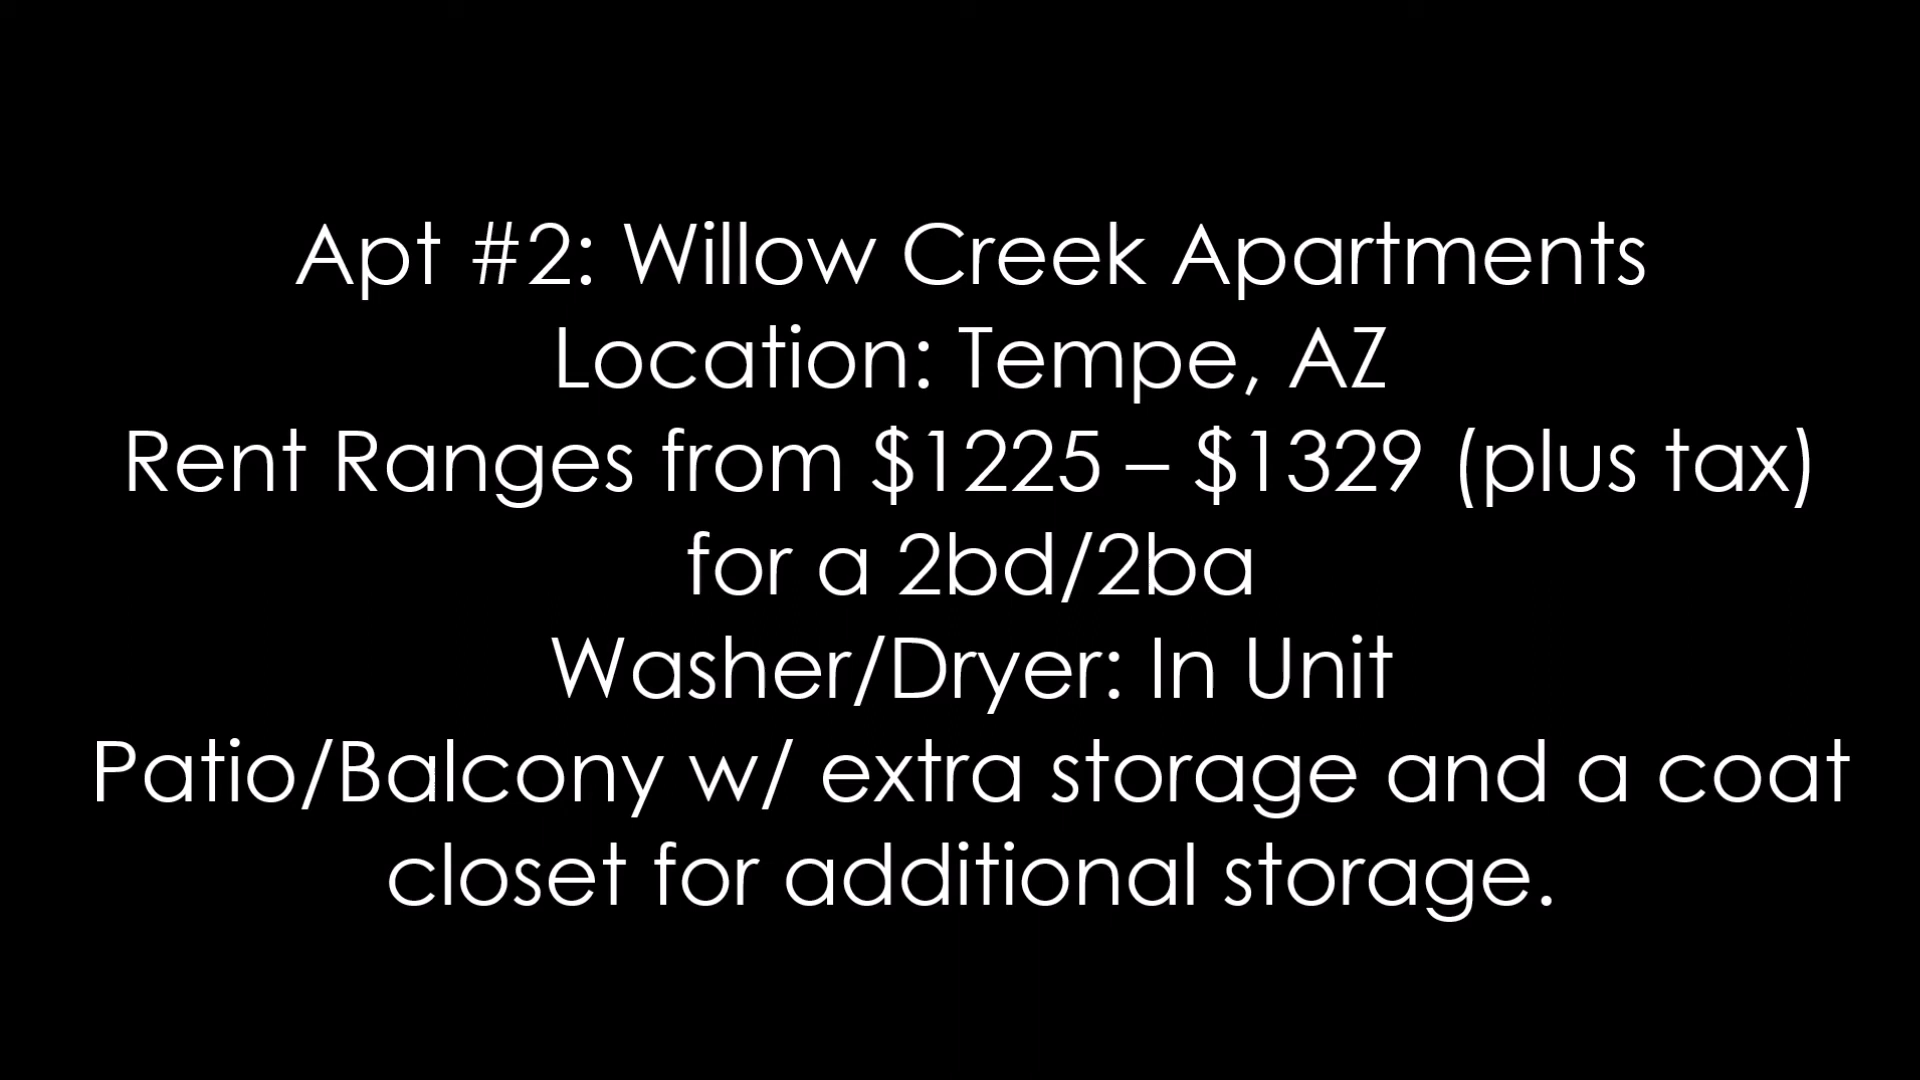 Apt #2: Willow Creek Apartments
Location: Tempe, AZ
Rent Ranges from $1225 – $1329 (plus tax)
for a 2bd/2ba
Washer/Dryer: In Unit
Patio/Balcony w/ extra storage and a coat
closet for additional storage.